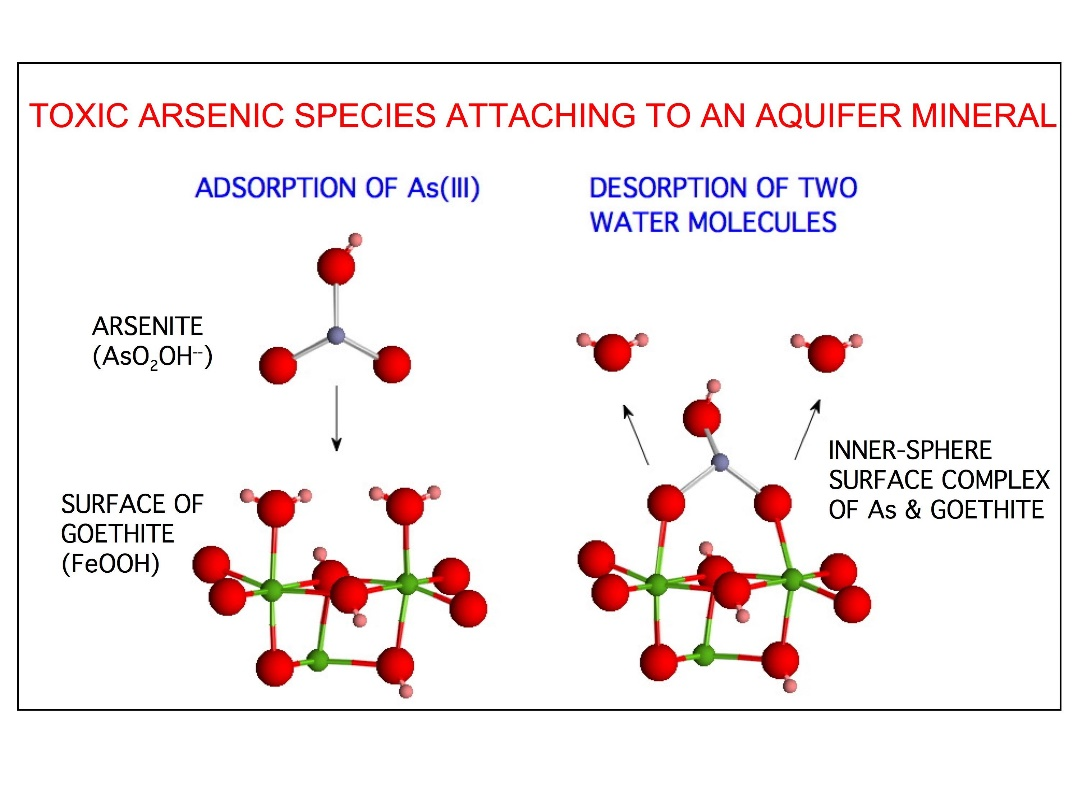 TOXIC ARSENIC SPECIES ATTACHING TO AN AQUIFER MINERAL
ADSORPTION OF As(III)
DESORPTION OF TWO
WATER MOLECULES
ARSENITE
(AsO₂OH⁻⁻)
INNER-SPHERE
SURFACE COMPLEX
OF As & GOETHITE
SURFACE OF
GOETHITE
(FeOOH)